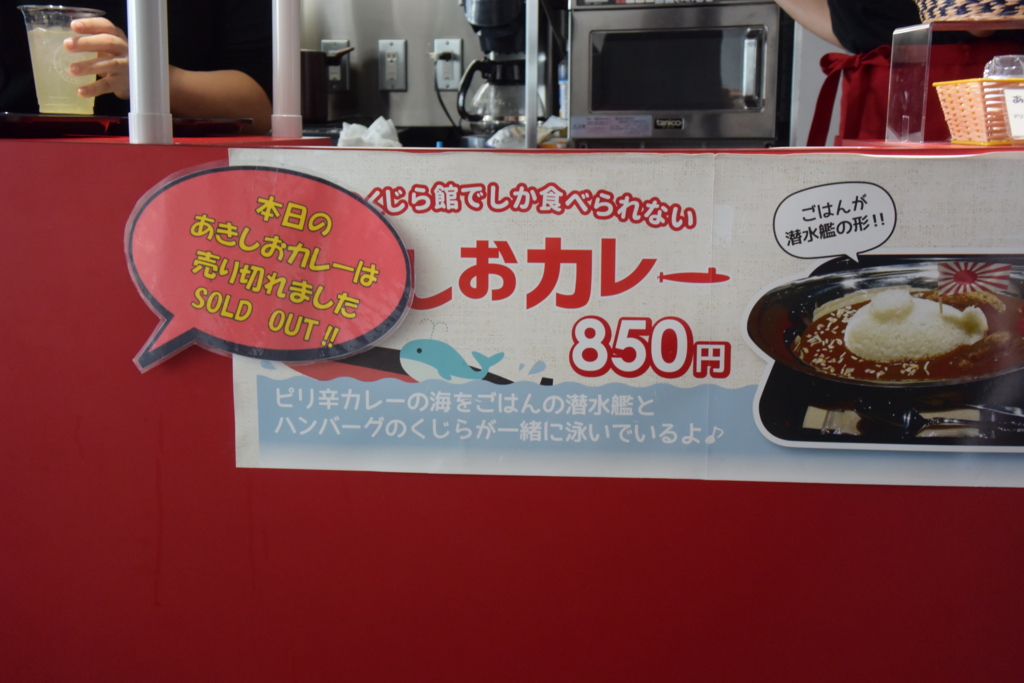 本日の
あきしおカレーは
売り切れました
SOLD OUT!!
くじら館でしか食べられない
しおカレー
850円
ごはんが
潜水艦の形!!
ピリ辛カレーの海をごはんの潜水艦と
ハンバーグのくじらが一緒に泳いでいるよ♪
tanico